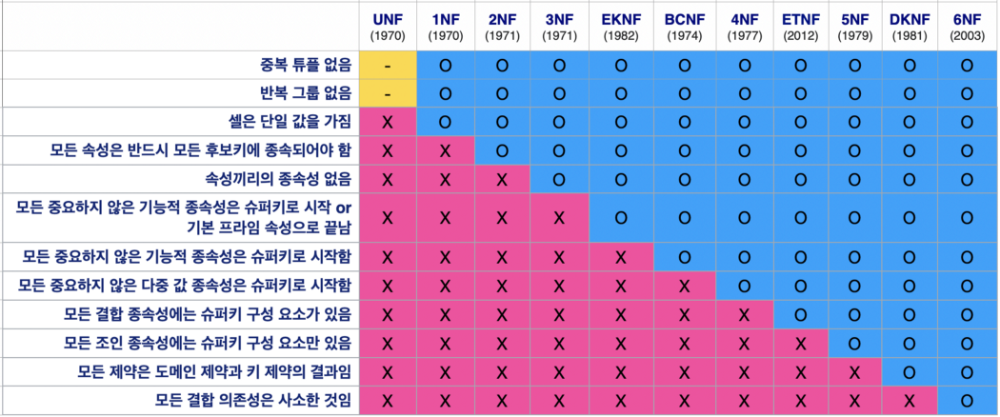 UNF 1NF 2NF 3NF EKNF BCNF 4NF ETNF 5NF DKNF 6NF
(1970) (1970) (1971) (1971) (1982) (1974) (1977) (2012) (1979) (1981) (2003)
중복 튜플 없음 - O O O O O O O O O O
반복 그룹 없음 - O O O O O O O O O O
셀은 단일 값을 가짐 X O O O O O O O O O O
모든 속성은 반드시 모든 후보키에 종속되어야 함 X X O O O O O O O O O
속성끼리의 종속성 없음 X X X O O O O O O O O
모든 중요하지 않은 기능적 종속성은 슈퍼키로 시작 or
기본 프라임 속성으로 끝남 X X X X O O O O O O O
모든 중요하지 않은 기능적 종속성은 슈퍼키로 시작함 X X X X X O O O O O O
모든 중요하지 않은 다중 값 종속성은 슈퍼키로 시작함 X X X X X X O O O O O
모든 결합 종속성에는 슈퍼키 구성 요소가 있음 X X X X X X X O O O O
모든 조인 종속성에는 슈퍼키 구성 요소만 있음 X X X X X X X X O O O
모든 제약은 도메인 제약과 키 제약의 결과임 X X X X X X X X X O O
모든 결합 의존성은 사소한 것임 X X X X X X X X X X O